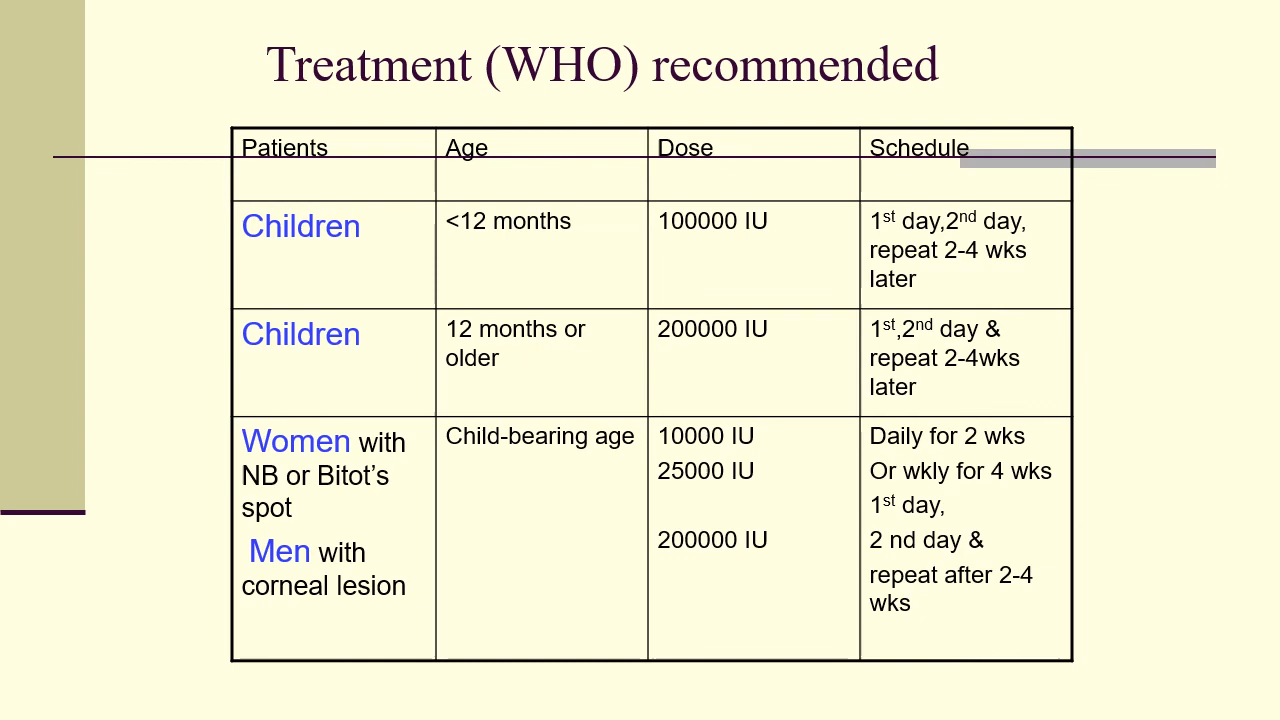 Treatment (WHO) recommended
Patients
Age
Dose
Schedule
Children
<12 months
100000 IU
1st day,2nd day,
repeat 2-4 wks
later
Children
12 months or
older
200000 IU
1st,2nd day &
repeat 2-4wks
later
Women with
NB or Bitot’s
spot
Men with
corneal lesion
Child-bearing age
10000 IU
25000 IU
200000 IU
Daily for 2 wks
Or wkly for 4 wks
1st day,
2 nd day &
repeat after 2-4
wks